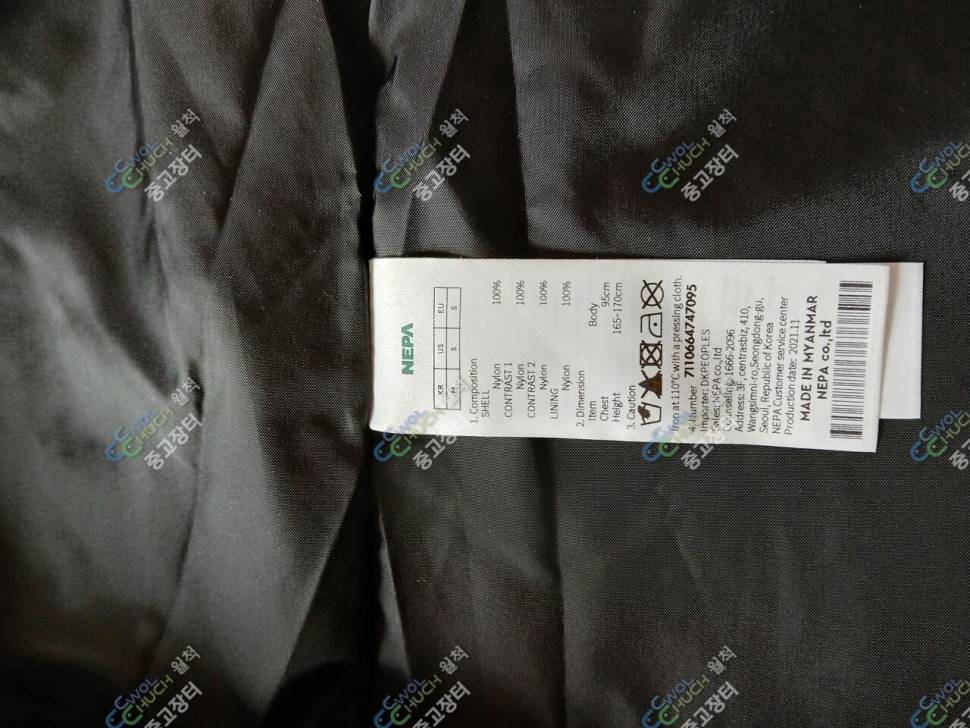 NEPA
KR US EU
M S S
1. Composition
SHELL
Nylon 100%
CONTRAST 1
Nylon 100%
CONTRAST 2
Nylon 100%
LINING
Nylon 100%
2. Dimension
Item Body
Chest 95cm
Height 165-170cm
3. Caution
Iron at 110°C with a pressing cloth.
4. Number 7110664747095
Importer: DKPEOPLES
Sales: NEPA co.,ltd
Counselling: 1666-2096
Address: 3F, centrasbiz, 410,
Wangsimni-ro, Seongdong-gu,
Seoul, Republic of Korea
NEPA Customer service center
Production date: 2021.11
MADE IN MYANMAR
NEPA co.,ltd
WOL CHUCH 월척
중고장터